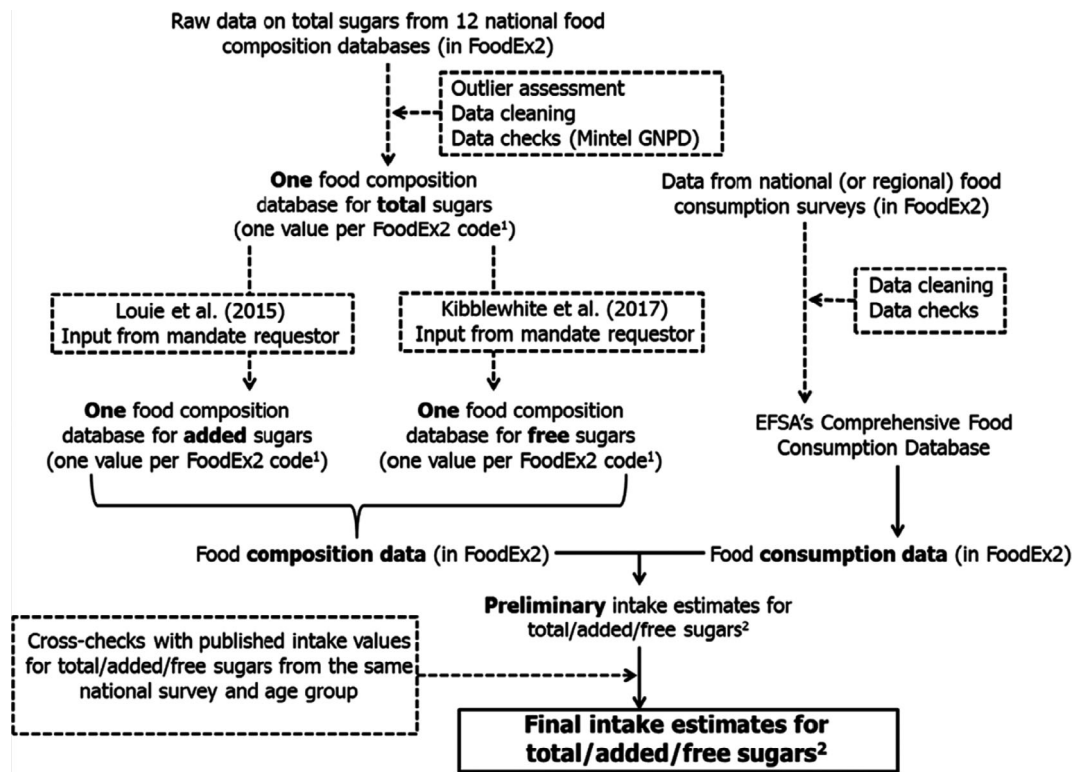 Raw data on total sugars from 12 national food
composition databases (in FoodEx2)
Outlier assessment
Data cleaning
Data checks (Mintel GNPD)
One food composition
database for total sugars
(one value per FoodEx2 code¹)
Data from national (or regional) food
consumption surveys (in FoodEx2)
Louie et al. (2015)
Input from mandate requestor
Kibblewhite et al. (2017)
Input from mandate requestor
Data cleaning
Data checks
One food composition
database for added sugars
(one value per FoodEx2 code¹)
One food composition
database for free sugars
(one value per FoodEx2 code¹)
EFSA's Comprehensive Food
Consumption Database
Food composition data (in FoodEx2)
Food consumption data (in FoodEx2)
Preliminary intake estimates for
total/added/free sugars²
Cross-checks with published intake values
for total/added/free sugars from the same
national survey and age group
Final intake estimates for
total/added/free sugars²